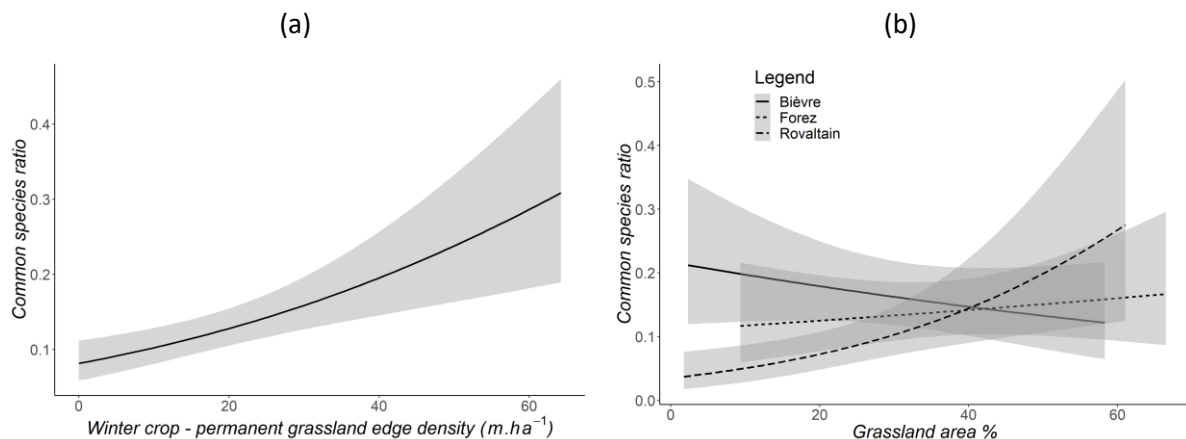 (a)
Common species ratio
0.4
0.3
0.2
0.1
0 20 40 60
Winter crop - permanent grassland edge density (m.ha⁻¹)
(b)
Common species ratio
0.5
0.4
0.3
0.2
0.1
0.0
Legend
Bièvre
Forez
Rovaltain
0 20 40 60
Grassland area %